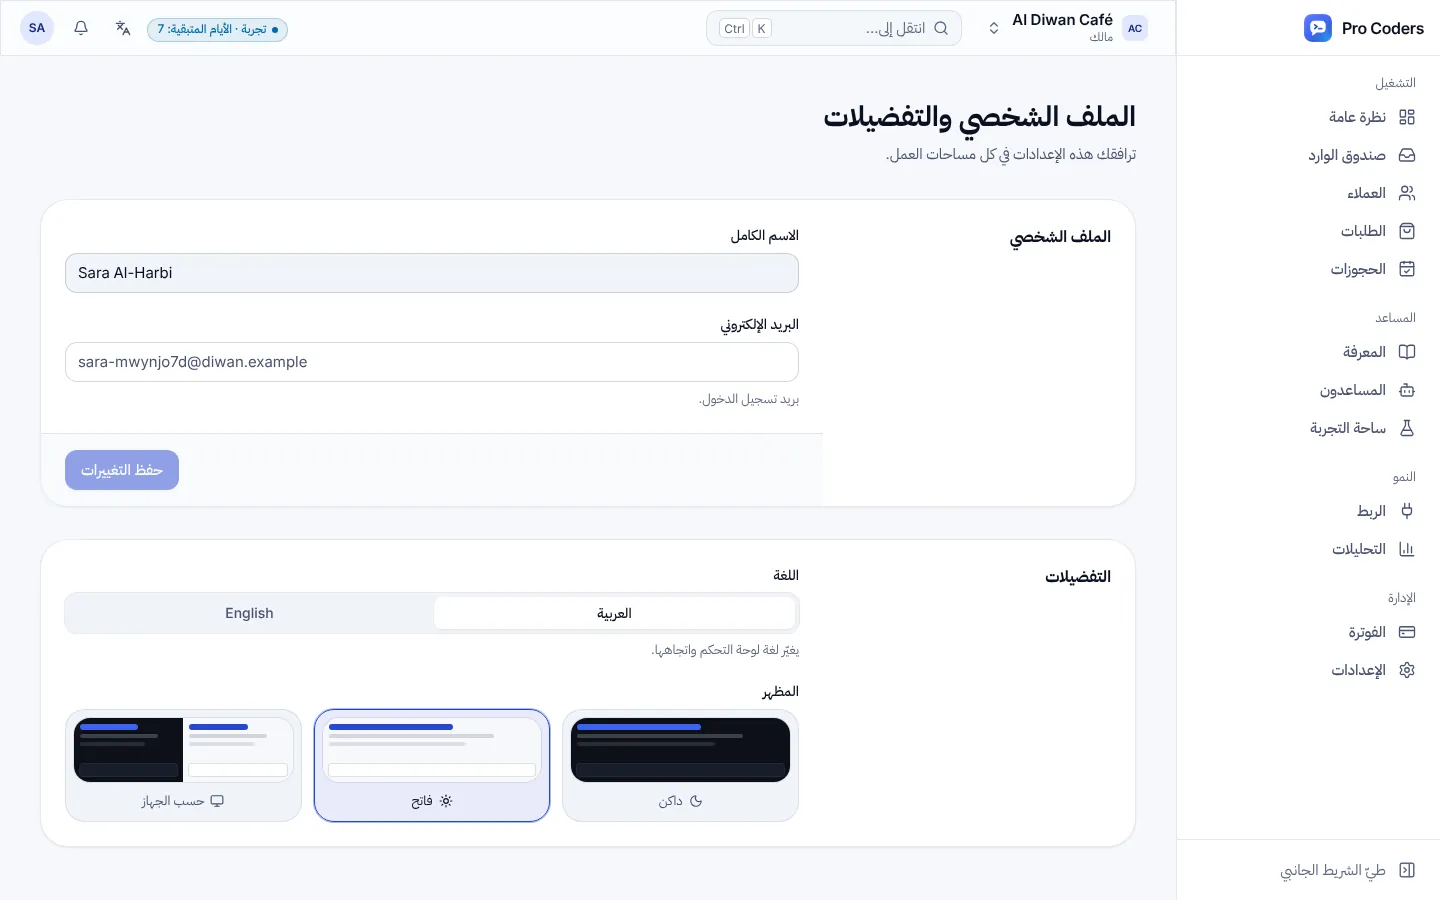 Pro Coders
AC
Al Diwan Café
مالك
انتقل إلى...
Ctrl K
تجربة · الأيام المتبقية: 7
SA
التشغيل
نظرة عامة
صندوق الوارد
العملاء
الطلبات
الحجوزات
المساعد
المعرفة
المساعدون
ساحة التجربة
النمو
الربط
التحليلات
الإدارة
الفوترة
الإعدادات
طيّ الشريط الجانبي
الملف الشخصي والتفضيلات
ترافقك هذه الإعدادات في كل مساحات العمل.
الملف الشخصي
الاسم الكامل
Sara Al-Harbi
البريد الإلكتروني
sara-mwynjo7d@diwan.example
بريد تسجيل الدخول.
حفظ التغييرات
التفضيلات
اللغة
العربية
English
يغيّر لغة لوحة التحكم واتجاهها.
المظهر
داكن
فاتح
حسب الجهاز